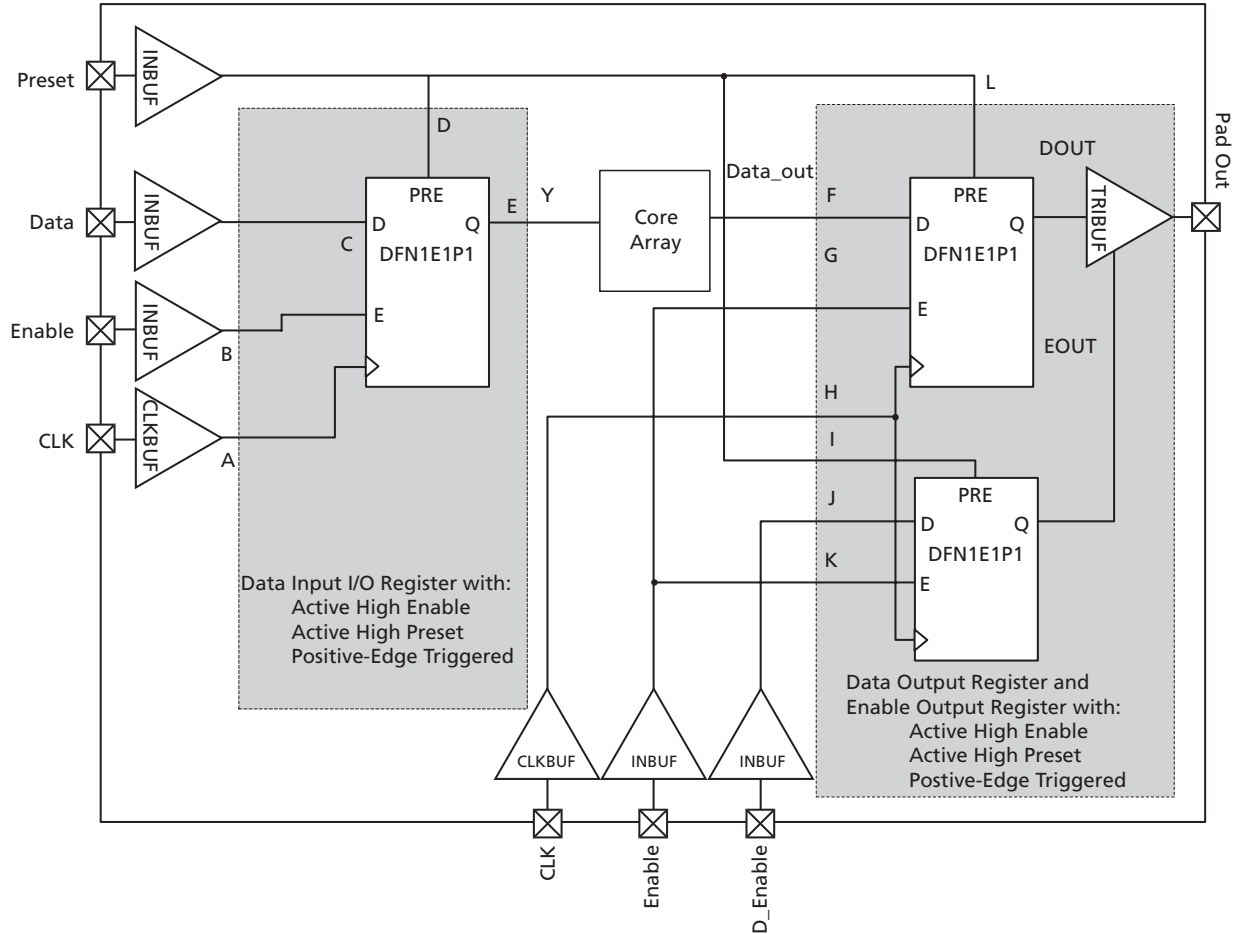 Preset
INBUF
L
D
Pad Out
DOUT
Data
INBUF
PRE
D
Q
C
DFN1E1P1
E
E
Y
Core
Array
Data_out
F
G
PRE
D
Q
DFN1E1P1
E
TRIBUF
EOUT
Enable
INBUF
B
CLK
CLKBUF
A
H
I
J
K
PRE
D
Q
DFN1E1P1
E
Data Input I/O Register with:
Active High Enable
Active High Preset
Positive-Edge Triggered
Data Output Register and
Enable Output Register with:
Active High Enable
Active High Preset
Postive-Edge Triggered
CLKBUF
INBUF
INBUF
CLK
Enable
D_Enable